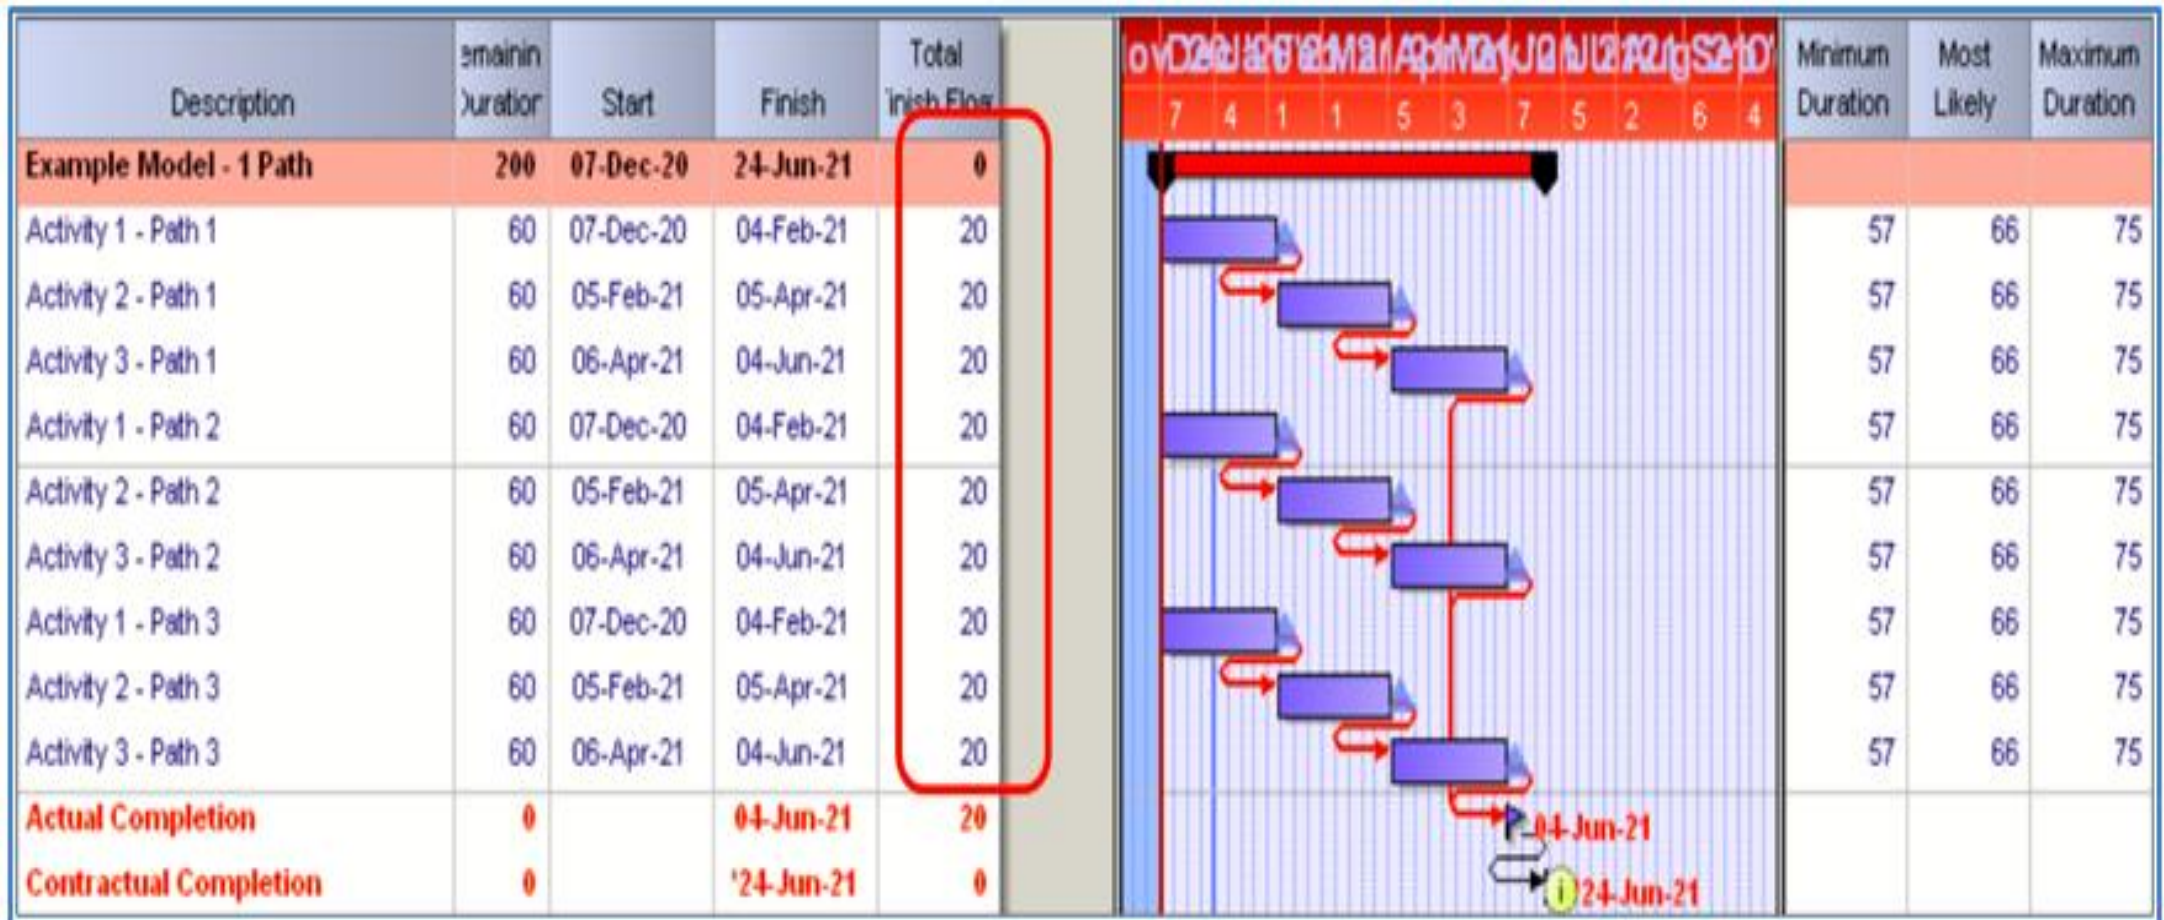 Description emainin Duration Start Finish Total inish Float Minimum Duration Most Likely Maximum Duration
7 4 1 1 5 3 7 5 2 6 4
Example Model - 1 Path 200 07-Dec-20 24-Jun-21 0
Activity 1 - Path 1 60 07-Dec-20 04-Feb-21 20 57 66 75
Activity 2 - Path 1 60 05-Feb-21 05-Apr-21 20 57 66 75
Activity 3 - Path 1 60 06-Apr-21 04-Jun-21 20 57 66 75
Activity 1 - Path 2 60 07-Dec-20 04-Feb-21 20 57 66 75
Activity 2 - Path 2 60 05-Feb-21 05-Apr-21 20 57 66 75
Activity 3 - Path 2 60 06-Apr-21 04-Jun-21 20 57 66 75
Activity 1 - Path 3 60 07-Dec-20 04-Feb-21 20 57 66 75
Activity 2 - Path 3 60 05-Feb-21 05-Apr-21 20 57 66 75
Activity 3 - Path 3 60 06-Apr-21 04-Jun-21 20 57 66 75
Actual Completion 0 04-Jun-21 20 04-Jun-21
Contractual Completion 0 '24-Jun-21 0 i '24-Jun-21